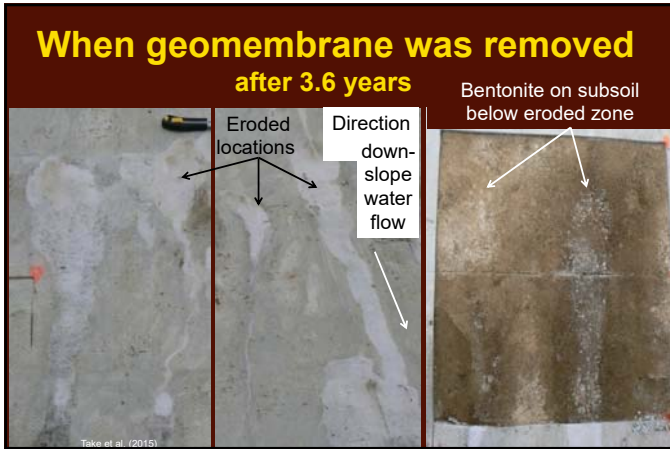 When geomembrane was removed
after 3.6 years
Eroded
locations
Direction
down-
slope
water
flow
Bentonite on subsoil
below eroded zone
Take et al. (2015)